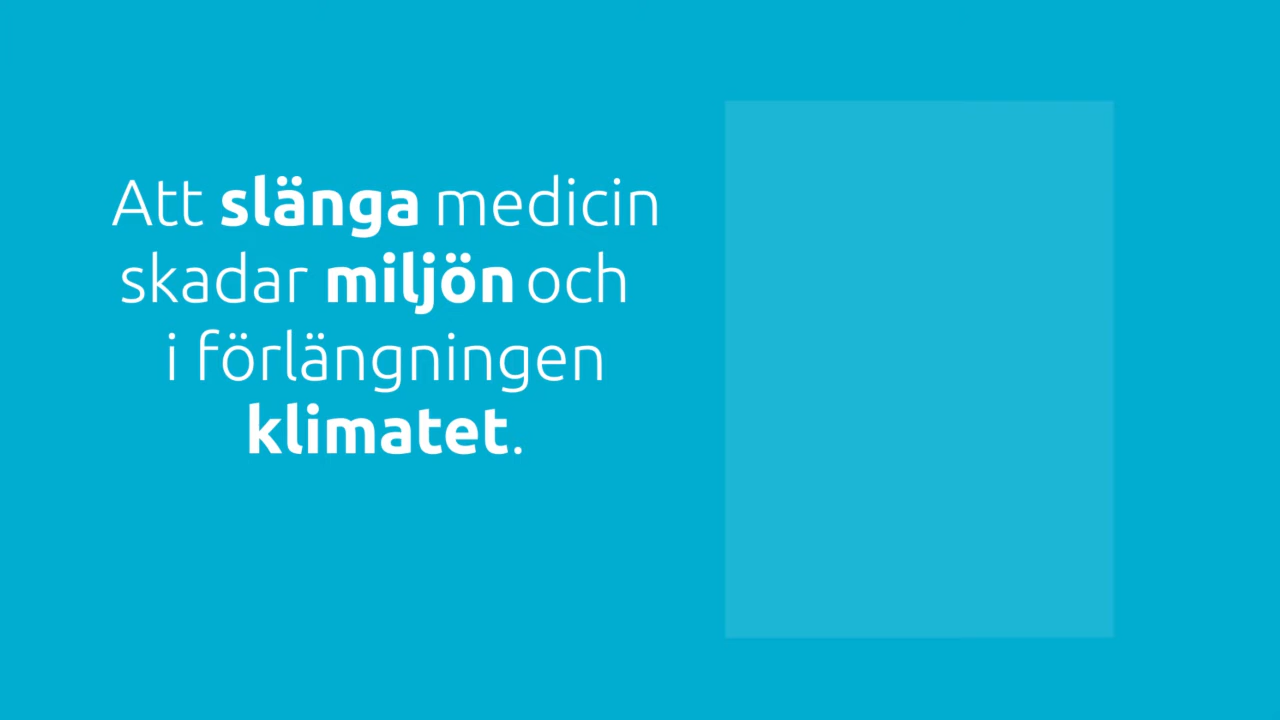 Att slänga medicin
skadar miljön och
i förlängningen
klimatet.